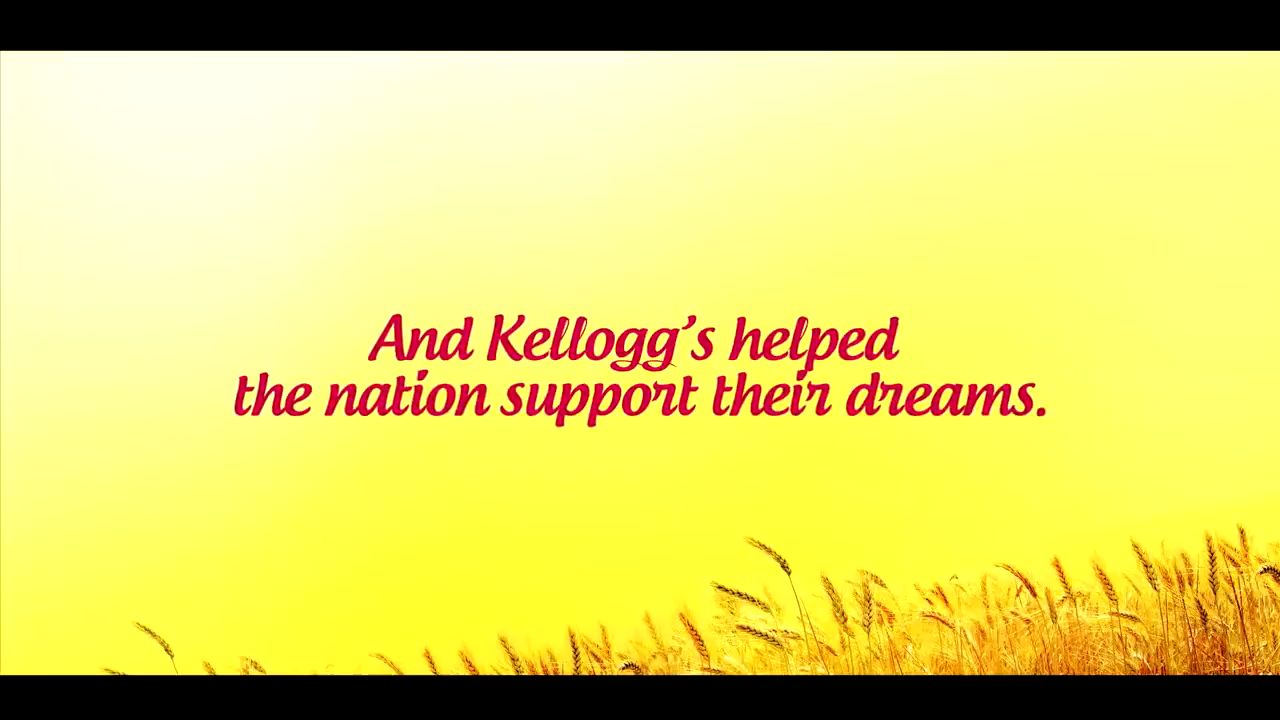 And Kellogg’s helped
the nation support their dreams.